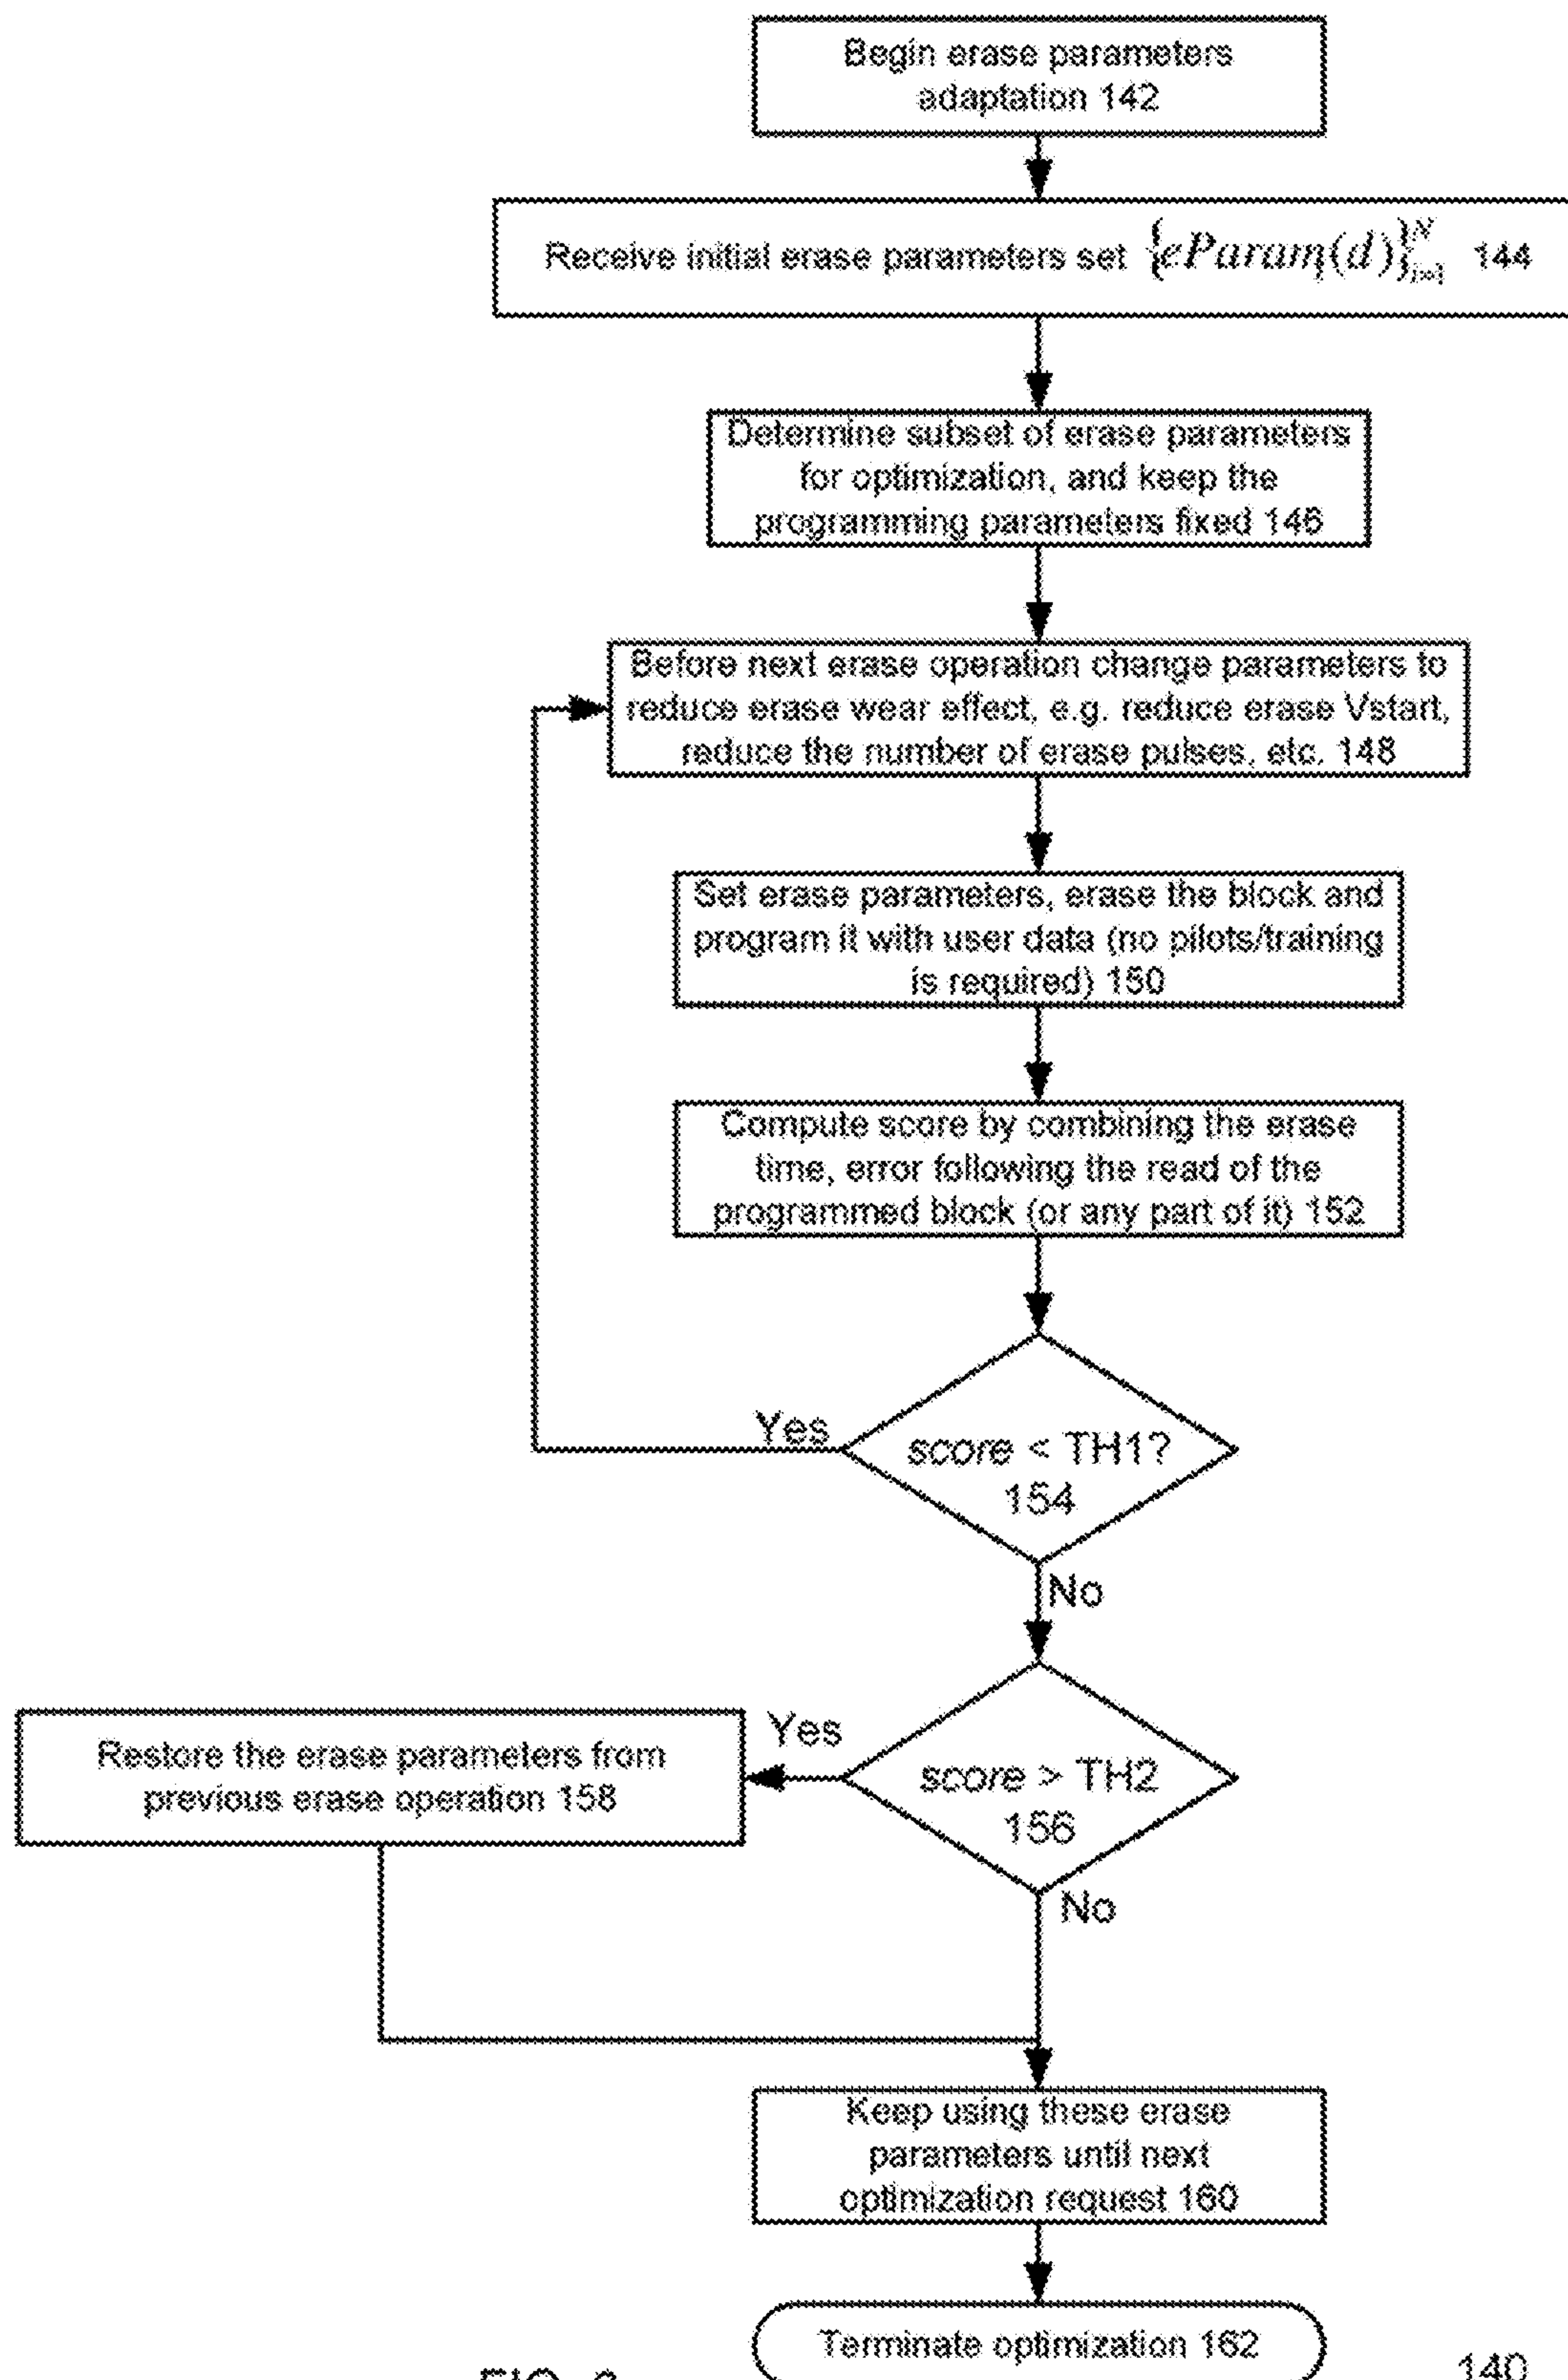 Begin erase parameters
adaptation 142
Receive initial erase parameters set {eParam_i(d)}_{i=1}^N 144
Determine subset of erase parameters
for optimization, and keep the
programming parameters fixed 146
Before next erase operation change parameters to
reduce erase wear effect, e.g. reduce erase Vstart,
reduce the number of erase pulses, etc. 148
Set erase parameters, erase the block and
program it with user data (no pilots/training
is required) 150
Compute score by combining the erase
time, error following the read of the
programmed block (or any part of it) 152
Yes
score < TH1?
154
No
Yes
score > TH2
156
No
Restore the erase parameters from
previous erase operation 158
Keep using these erase
parameters until next
optimization request 160
Terminate optimization 162
140